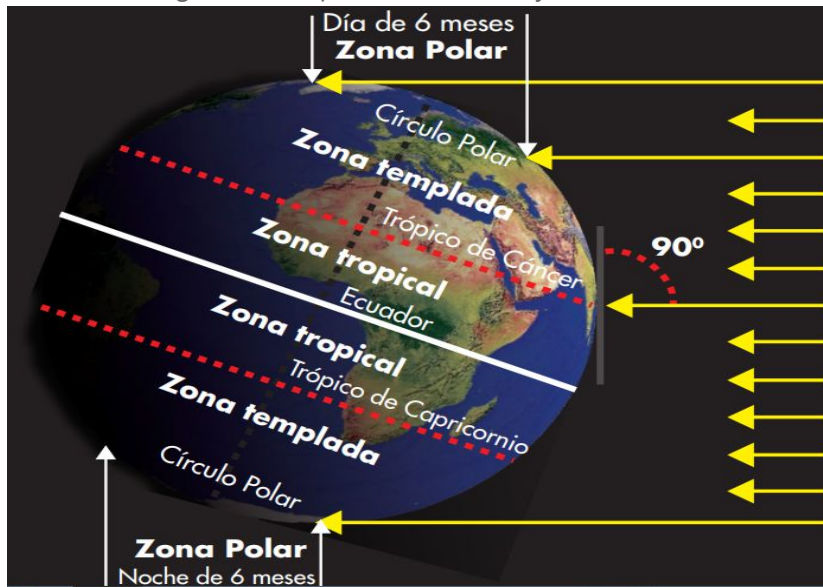 Día de 6 meses
Zona Polar
Círculo Polar
Zona templada
Trópico de Cáncer
90º
Zona tropical
Ecuador
Zona tropical
Trópico de Capricornio
Zona templada
Círculo Polar
Zona Polar
Noche de 6 meses